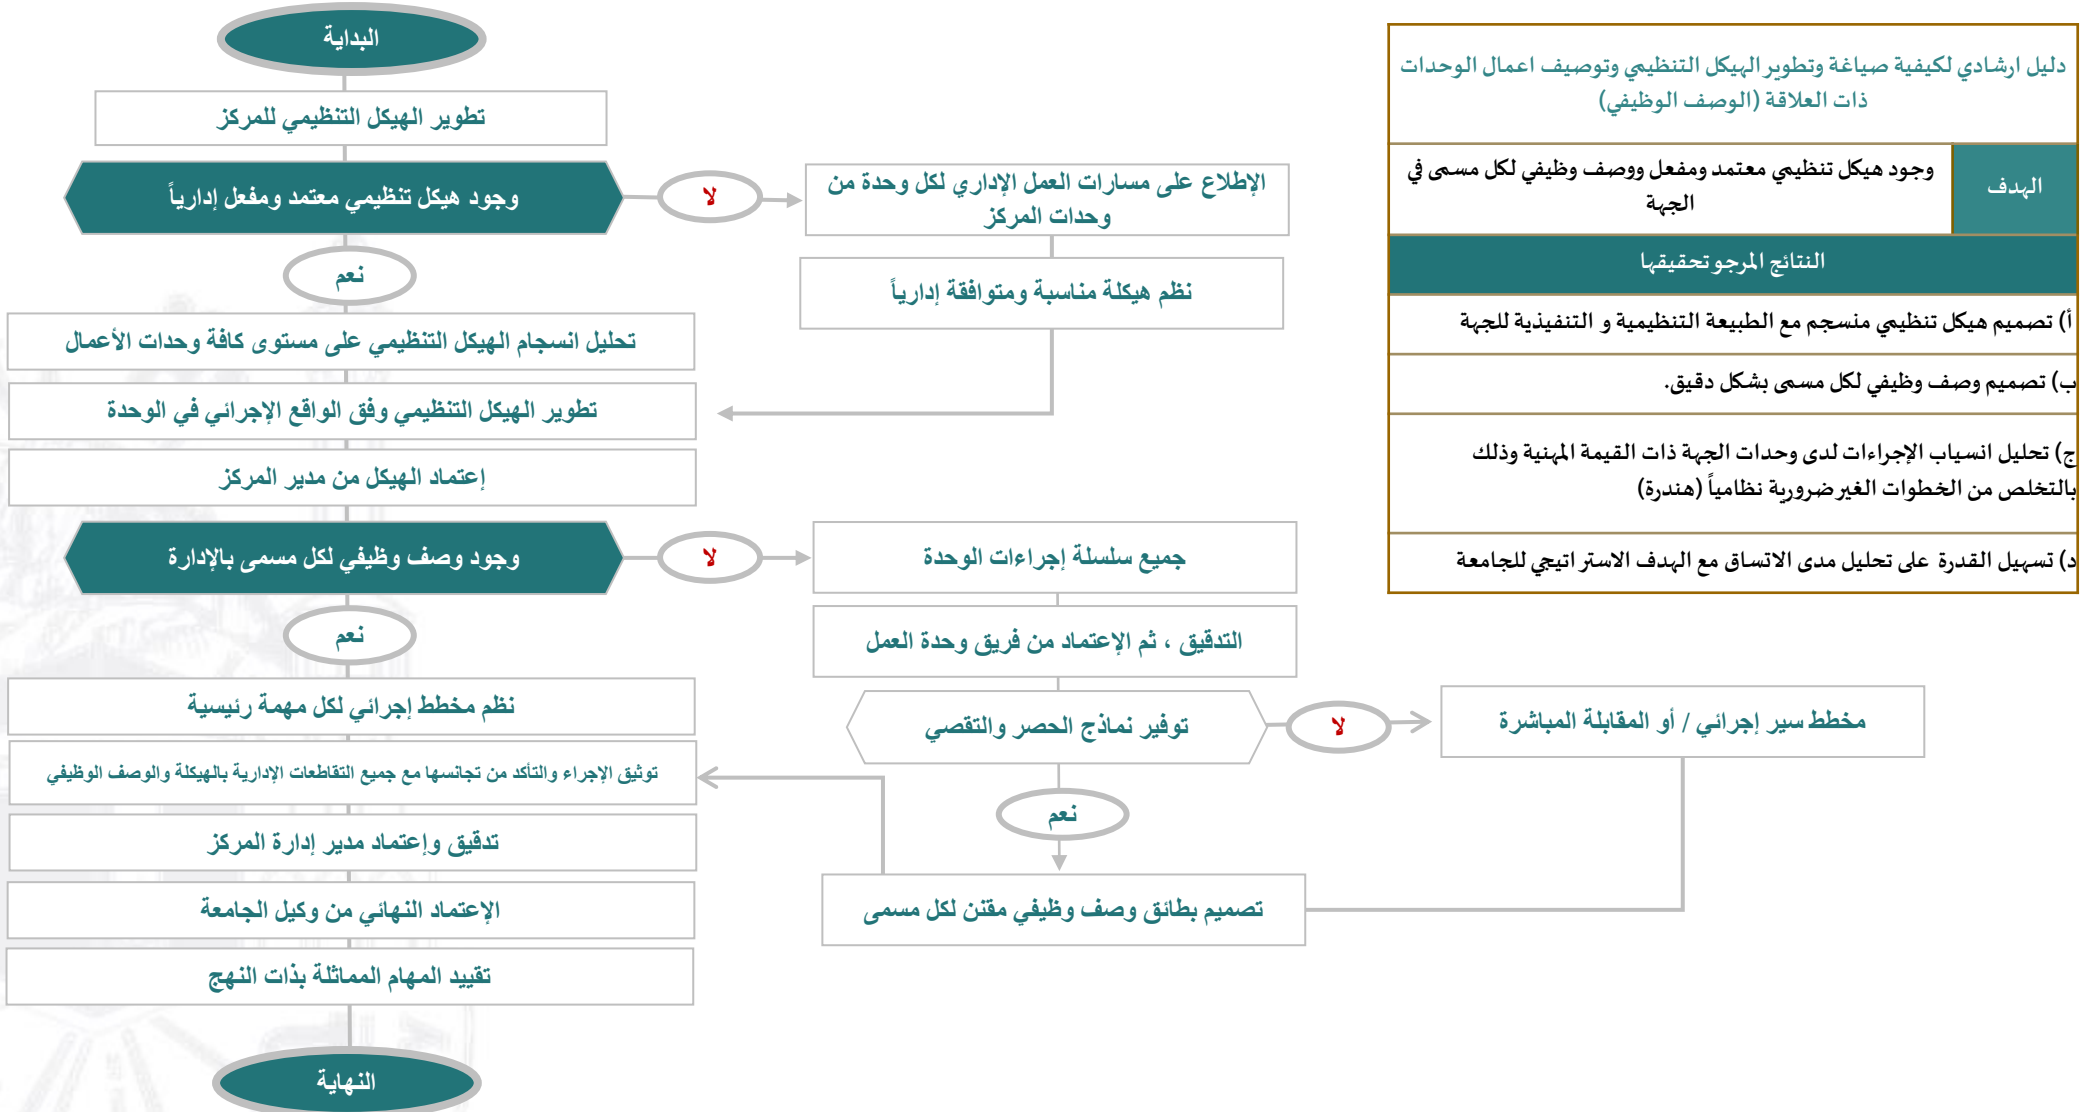 دليل ارشادي لكيفية صياغة وتطوير الهيكل التنظيمي وتوصيف اعمال الوحدات
ذات العلاقة (الوصف الوظيفي)
الهدف
وجود هيكل تنظيمي معتمد ومفعل ووصف وظيفي لكل مسمى في
الجهة
النتائج المرجو تحقيقها
أ) تصميم هيكل تنظيمي منسجم مع الطبيعة التنظيمية و التنفيذية للجهة
ب) تصميم وصف وظيفي لكل مسمى بشكل دقيق.
ج) تحليل انسياب الإجراءات لدى وحدات الجهة ذات القيمة المهنية وذلك
بالتخلص من الخطوات الغير ضرورية نظامياً (هندرة)
د) تسهيل القدرة على تحليل مدى الاتساق مع الهدف الاستراتيجي للجامعة
البداية
تطوير الهيكل التنظيمي للمركز
وجود هيكل تنظيمي معتمد ومفعل إدارياً
لا
الإطلاع على مسارات العمل الإداري لكل وحدة من
وحدات المركز
نظم هيكلة مناسبة ومتوافقة إدارياً
نعم
تحليل انسجام الهيكل التنظيمي على مستوى كافة وحدات الأعمال
تطوير الهيكل التنظيمي وفق الواقع الإجرائي في الوحدة
إعتماد الهيكل من مدير المركز
وجود وصف وظيفي لكل مسمى بالإدارة
لا
جميع سلسلة إجراءات الوحدة
التدقيق ، ثم الإعتماد من فريق وحدة العمل
توفير نماذج الحصر والتقصي
لا
مخطط سير إجرائي / أو المقابلة المباشرة
نعم
تصميم بطائق وصف وظيفي مقنن لكل مسمى
نعم
نظم مخطط إجرائي لكل مهمة رئيسية
توثيق الإجراء والتأكد من تجانسها مع جميع التقاطعات الإدارية بالهيكلة والوصف الوظيفي
تدقيق وإعتماد مدير إدارة المركز
الإعتماد النهائي من وكيل الجامعة
تقييد المهام المماثلة بذات النهج
النهاية